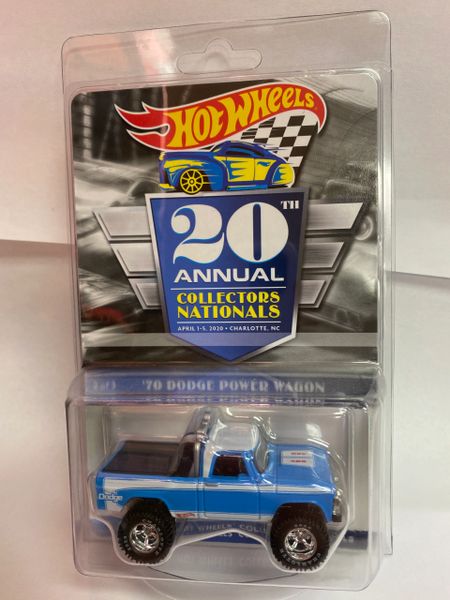 HOT WHEELS
20TH
ANNUAL
COLLECTORS
NATIONALS
APRIL 1-5, 2020 • CHARLOTTE, NC
'70 DODGE POWER WAGON
Dodge